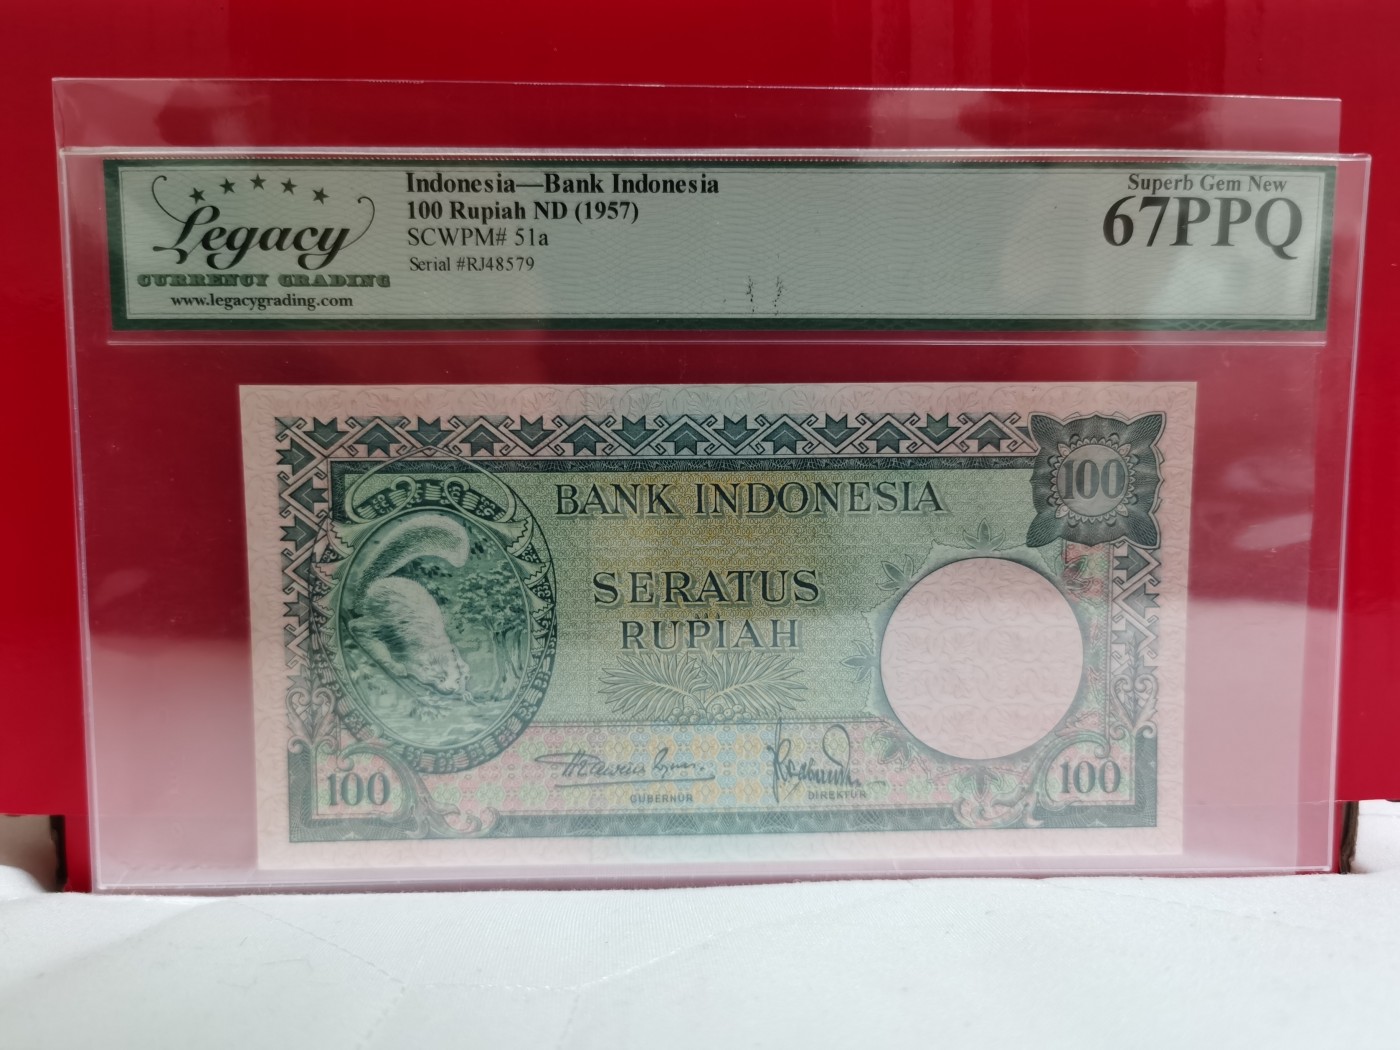 Legacy
CURRENCY GRADING
www.legacygrading.com
Indonesia—Bank Indonesia
100 Rupiah ND (1957)
SCWPM# 51a
Serial #RJ48579
Superb Gem New
67PPQ
100
BANK INDONESIA
SERATUS
RUPIAH
GUBERNUR
DIREKTUR
100
100